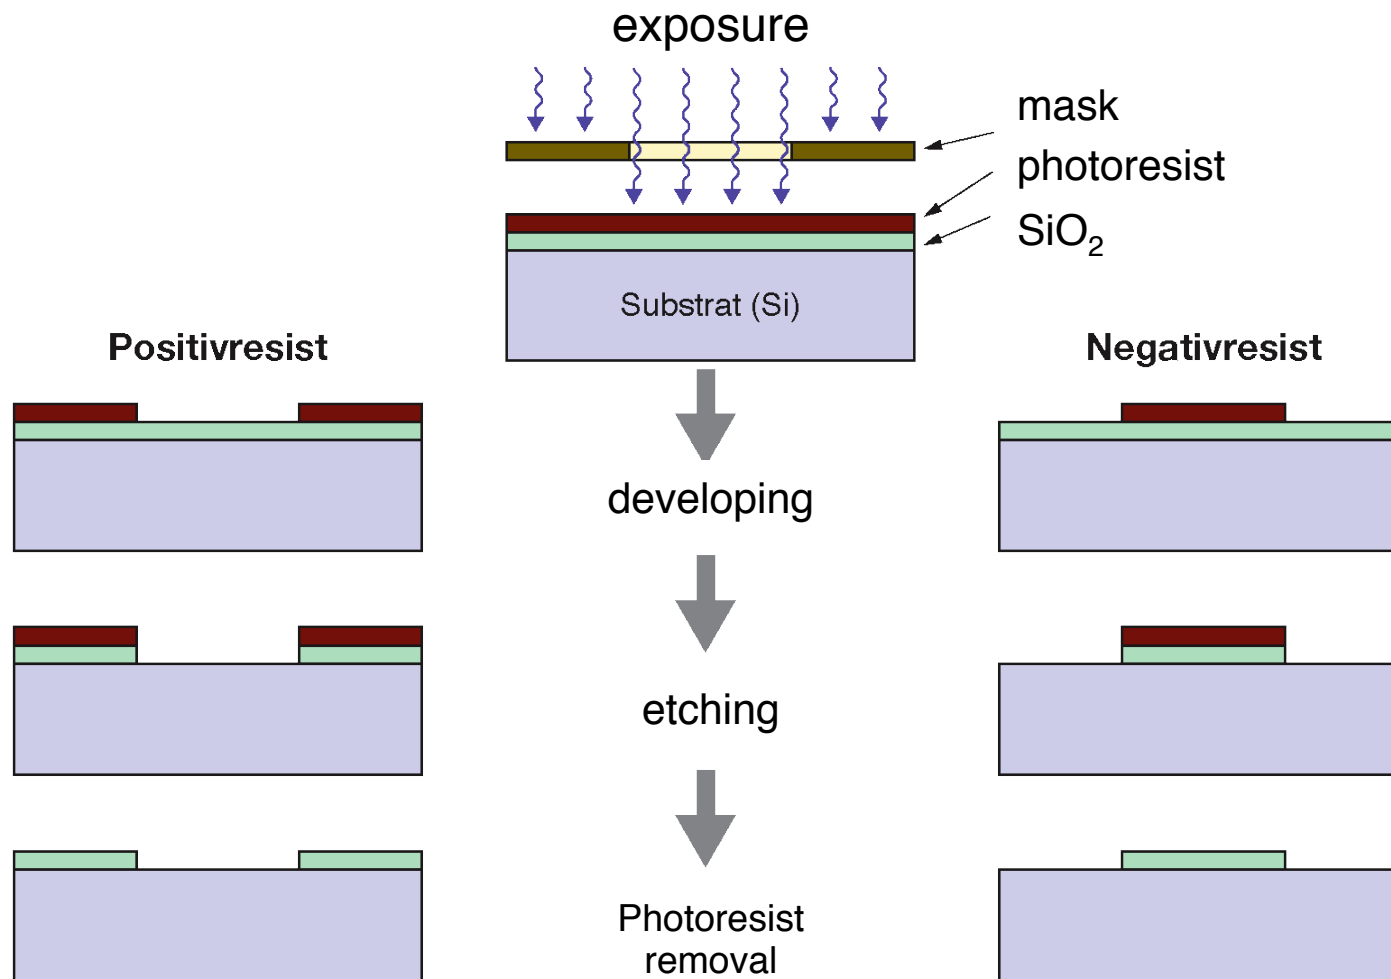 exposure
mask
photoresist
SiO₂
Substrat (Si)
Positivresist
Negativresist
developing
etching
Photoresist
removal